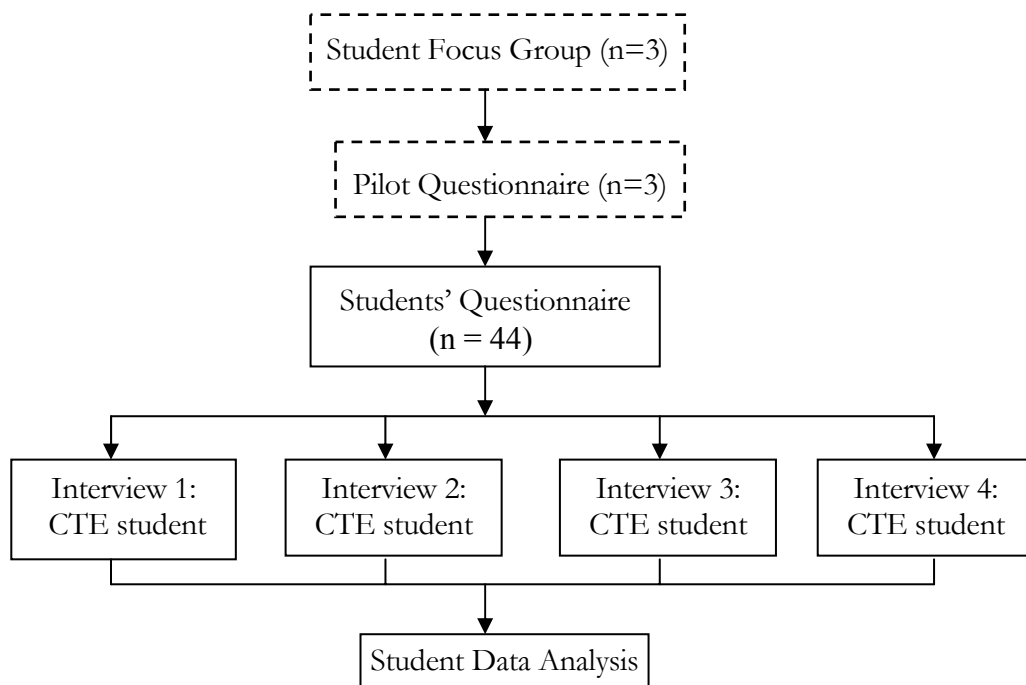 Student Focus Group (n=3)
Pilot Questionnaire (n=3)
Students’ Questionnaire
(n = 44)
Interview 1:
CTE student
Interview 2:
CTE student
Interview 3:
CTE student
Interview 4:
CTE student
Student Data Analysis